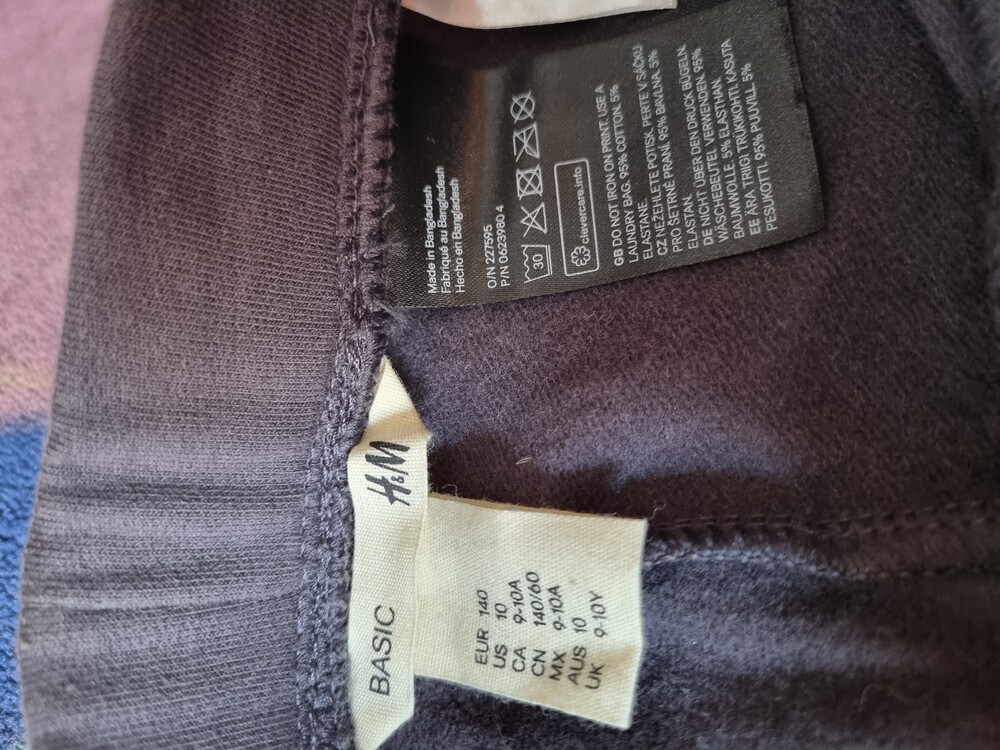 Made in Bangladesh
Fabriqué au Bangladesh
Hecho en Bangladesh
O/N 227595
P/N 0623980 4
30
clevercare.info
GB DO NOT IRON ON PRINT. USE A
LAUNDRY BAG. 95% COTTON. 5%
ELASTANE.
CZ NEŽEHLETE POTISK. PERTE V SÁČKU
PRO ŠETRNÉ PRANÍ. 95% BAVLNA. 5%
ELASTAN.
DE NICHT ÜBER DEN DRUCK BÜGELN.
WÄSCHEBEUTEL VERWENDEN. 95%
BAUMWOLLE. 5% ELASTHAN.
EE ÄRA TRIIGI TRÜKIKOHTI. KASUTA
PESUKOTTI. 95% PUUVILL. 5%
BASIC H&M
EUR 140
US 10
CA 9-10A
CN 140/60
MX 9-10A
AUS 10
UK 9-10Y